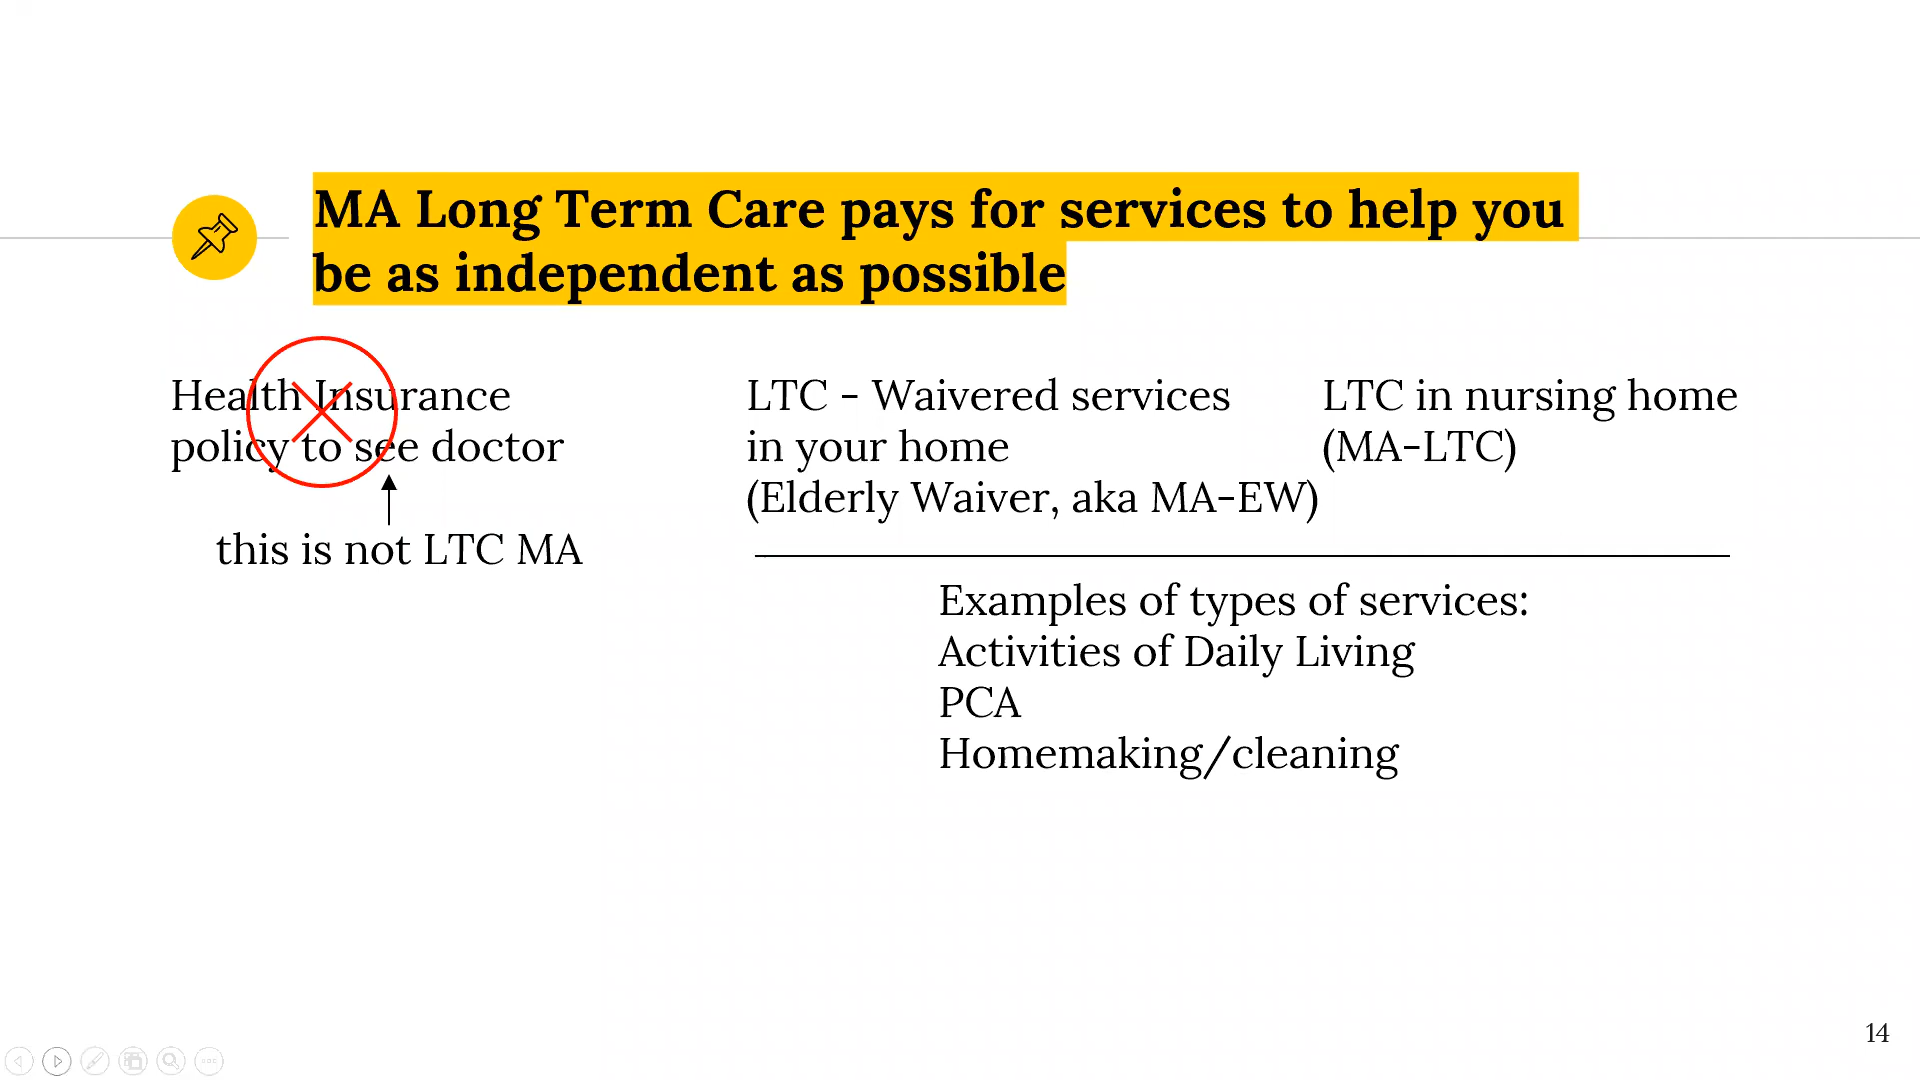 MA Long Term Care pays for services to help you
be as independent as possible
Health Insurance
policy to see doctor
this is not LTC MA
LTC - Waivered services
in your home
(Elderly Waiver, aka MA-EW)
LTC in nursing home
(MA-LTC)
Examples of types of services:
Activities of Daily Living
PCA
Homemaking/cleaning
14